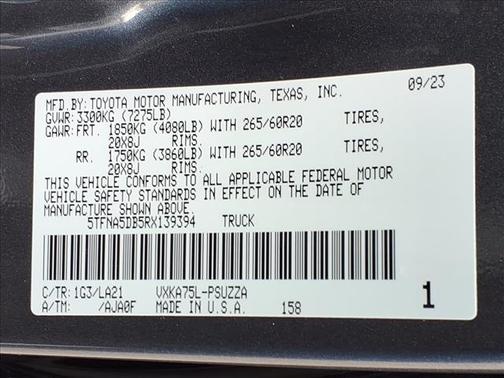 MFD.BY:TOYOTA MOTOR MANUFACTURING, TEXAS, INC. 09/23
GVWR:3300KG (7275LB)
GAWR:FRT. 1850KG (4080LB) WITH 265/60R20 TIRES,
20X8J RIMS.
RR. 1750KG (3860LB) WITH 265/60R20 TIRES,
20X8J RIMS.
THIS VEHICLE CONFORMS TO ALL APPLICABLE FEDERAL MOTOR
VEHICLE SAFETY STANDARDS IN EFFECT ON THE DATE OF
MANUFACTURE SHOWN ABOVE.
5TFNA5DB5RX139394 TRUCK
C/TR:1G3/LA21 VXKA75L-PSUZZA
A/TM: /AJA0F MADE IN U.S.A. 158 1